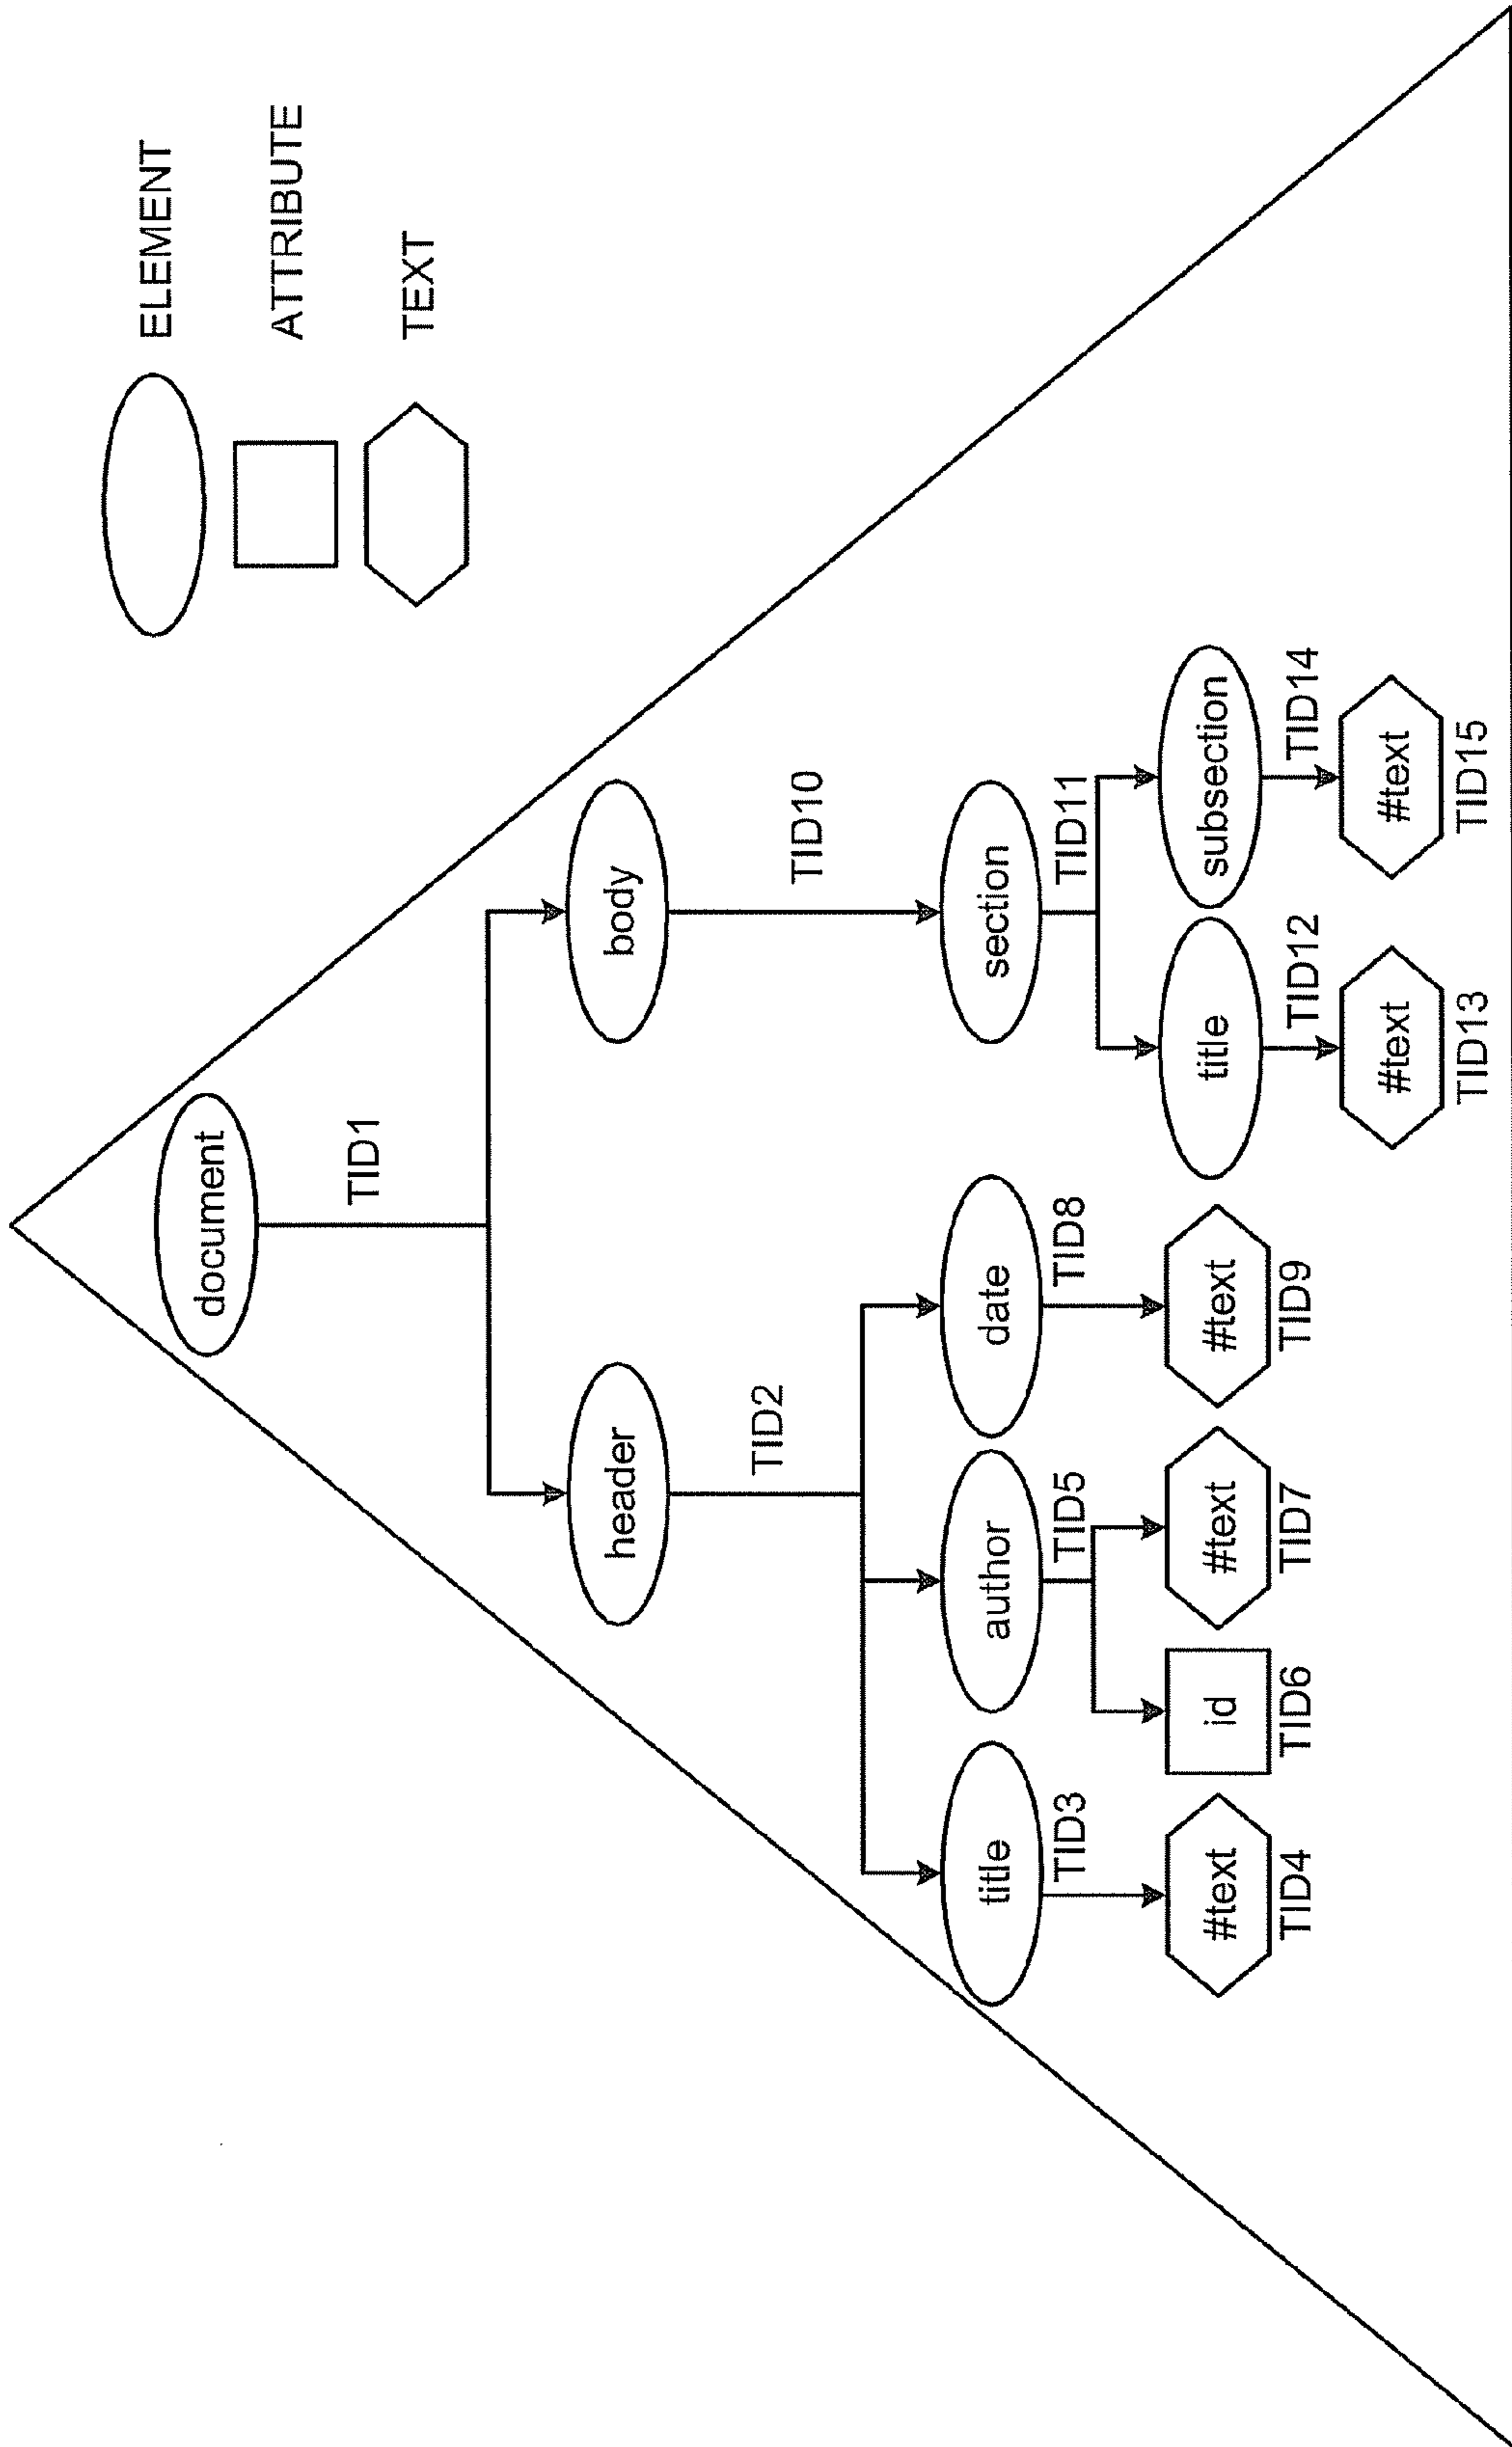 ELEMENT
ATTRIBUTE
TEXT
document
TID1
header
body
TID2
TID10
title
author
date
section
TID3
TID5
TID8
TID11
#text
id
#text
#text
title
subsection
TID4
TID6
TID7
TID9
TID12
TID14
#text
#text
TID13
TID15